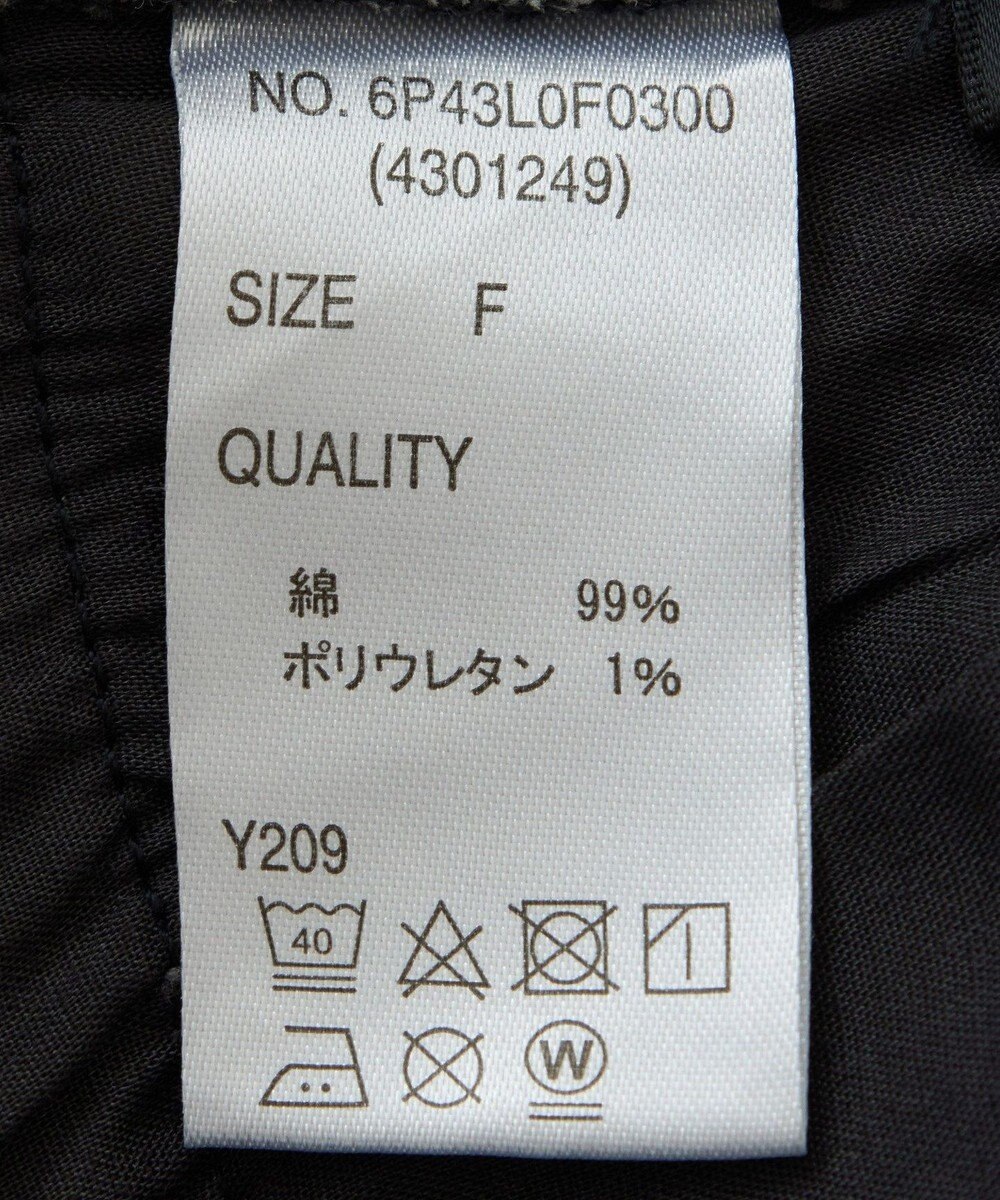 NO. 6P43L0F0300
(4301249)
SIZE F
QUALITY
綿 99%
ポリウレタン 1%
Y209
40
W